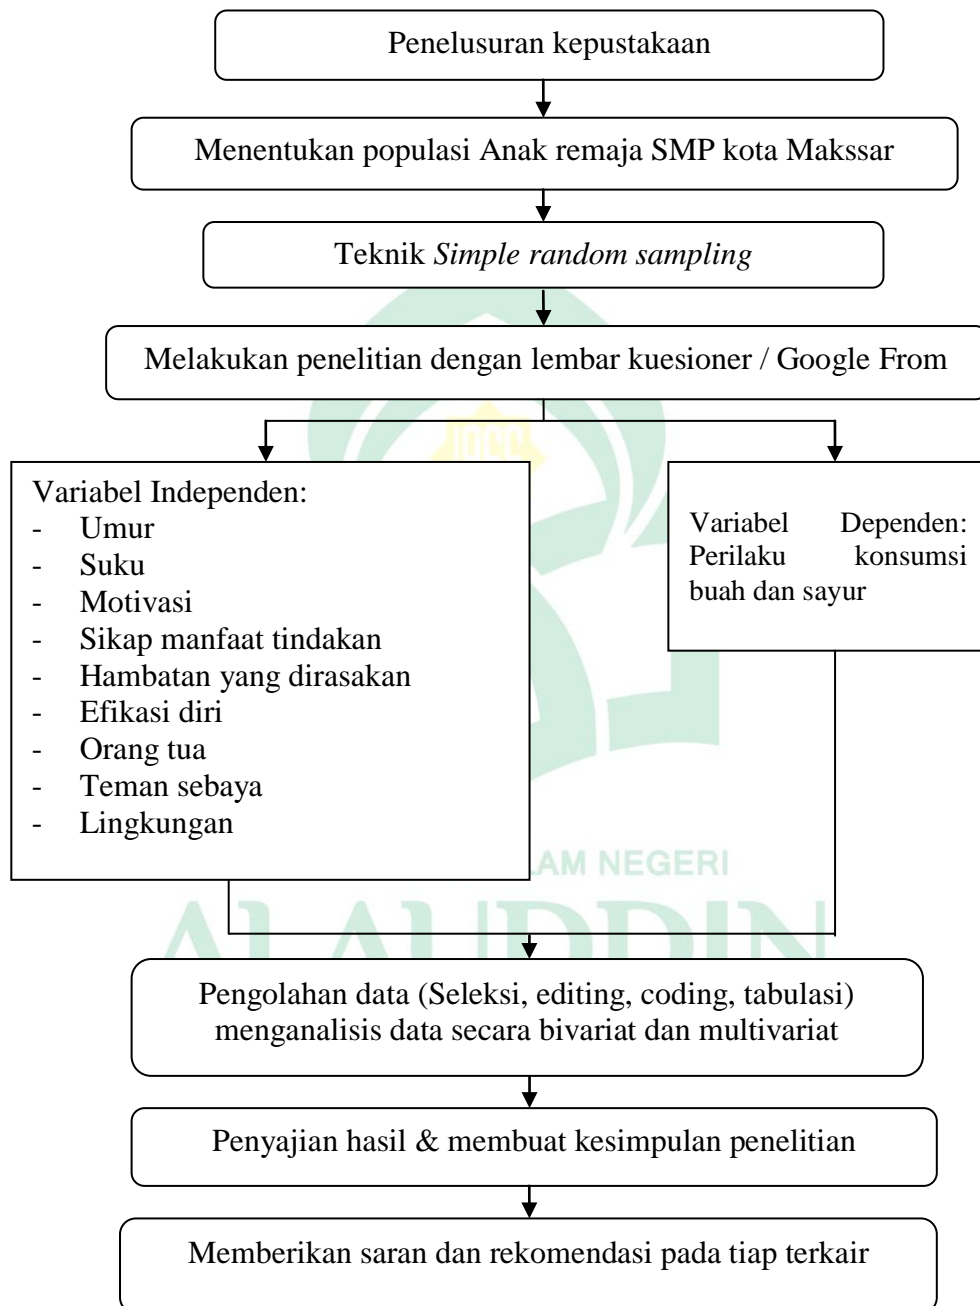 Penelusuran kepustakaan
Menentukan populasi Anak remaja SMP kota Makssar
Teknik Simple random sampling
Melakukan penelitian dengan lembar kuesioner / Google From
Variabel Independen:
- Umur
- Suku
- Motivasi
- Sikap manfaat tindakan
- Hambatan yang dirasakan
- Efikasi diri
- Orang tua
- Teman sebaya
- Lingkungan
Variabel Dependen:
Perilaku konsumsi
buah dan sayur
LAM NEGERI
ALAUDDIN
Pengolahan data (Seleksi, editing, coding, tabulasi)
menganalisis data secara bivariat dan multivariat
Penyajian hasil & membuat kesimpulan penelitian
Memberikan saran dan rekomendasi pada tiap terkair